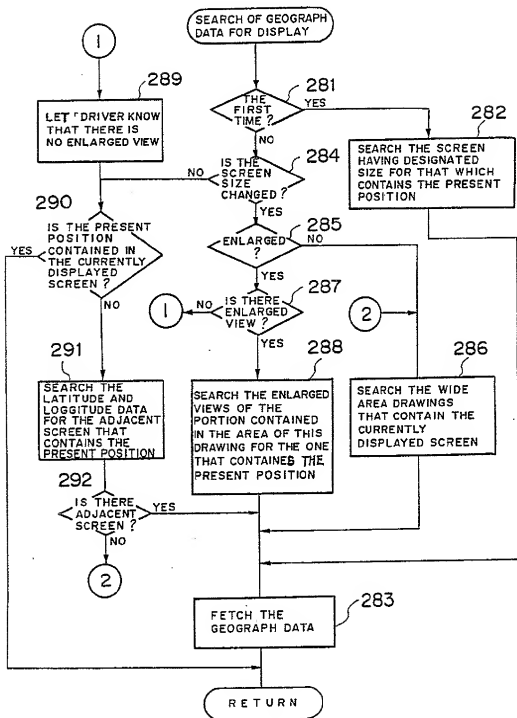 SEARCH OF GEOGRAPH
DATA FOR DISPLAY
1
289
LET DRIVER KNOW
THAT THERE IS
NO ENLARGED VIEW
281
THE
FIRST
TIME?
YES
NO
282
SEARCH THE SCREEN
HAVING DESIGNATED
SIZE FOR THAT WHICH
CONTAINS THE PRESENT
POSITION
284
IS THE
SCREEN
SIZE
CHANGED?
NO
YES
290
IS THE PRESENT
POSITION
CONTAINED IN
THE CURRENTLY
DISPLAYED
SCREEN?
YES
NO
285
ENLARGED
?
NO
YES
287
IS THERE
ENLARGED
VIEW?
NO
1
YES
2
291
SEARCH THE
LATITUDE AND
LOGGITUDE DATA
FOR THE ADJACENT
SCREEN THAT
CONTAINS THE
PRESENT POSITION
288
SEARCH THE ENLARGED
VIEWS OF THE
PORTION CONTAINED
IN THE AREA OF THIS
DRAWING FOR THE ONE
THAT CONTAINES THE
PRESENT POSITION
286
SEARCH THE WIDE
AREA DRAWINGS
THAT CONTAIN THE
CURRENTLY
DISPLAYED SCREEN
292
IS THERE
ADJACENT
SCREEN?
YES
NO
2
283
FETCH THE
GEOGRAPH DATA
RETURN